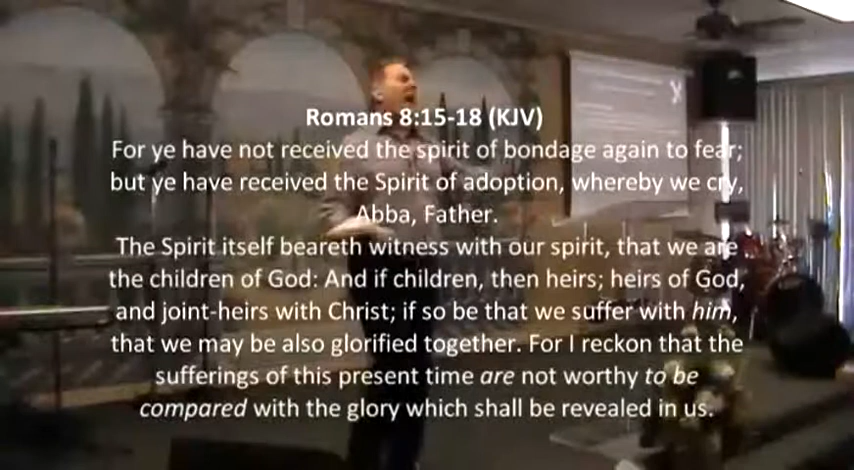 Romans 8:15-18 (KJV)
For ye have not received the spirit of bondage again to fear;
but ye have received the Spirit of adoption, whereby we cry,
Abba, Father.
The Spirit itself beareth witness with our spirit, that we are
the children of God: And if children, then heirs; heirs of God,
and joint-heirs with Christ; if so be that we suffer with him,
that we may be also glorified together. For I reckon that the
sufferings of this present time are not worthy to be
compared with the glory which shall be revealed in us.